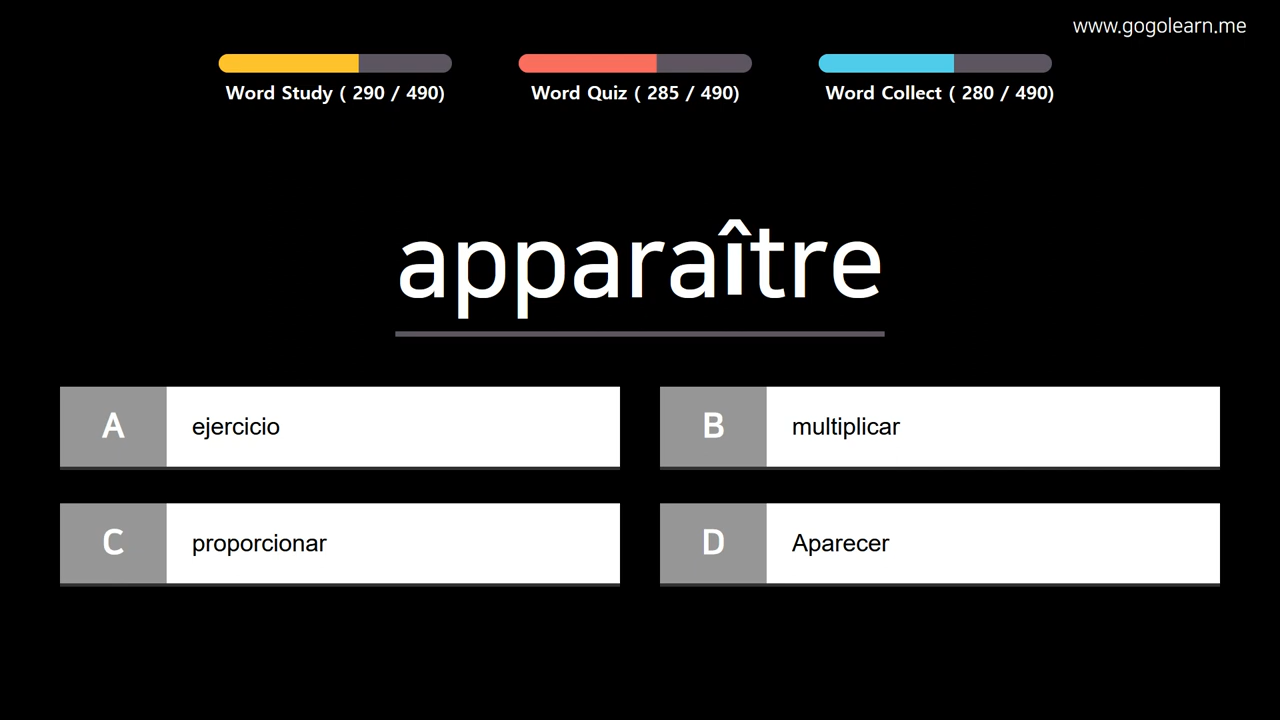 www.gogolearn.me
Word Study ( 290 / 490)
Word Quiz ( 285 / 490)
Word Collect ( 280 / 490)
apparaître
A ejercicio
B multiplicar
C proporcionar
D Aparecer